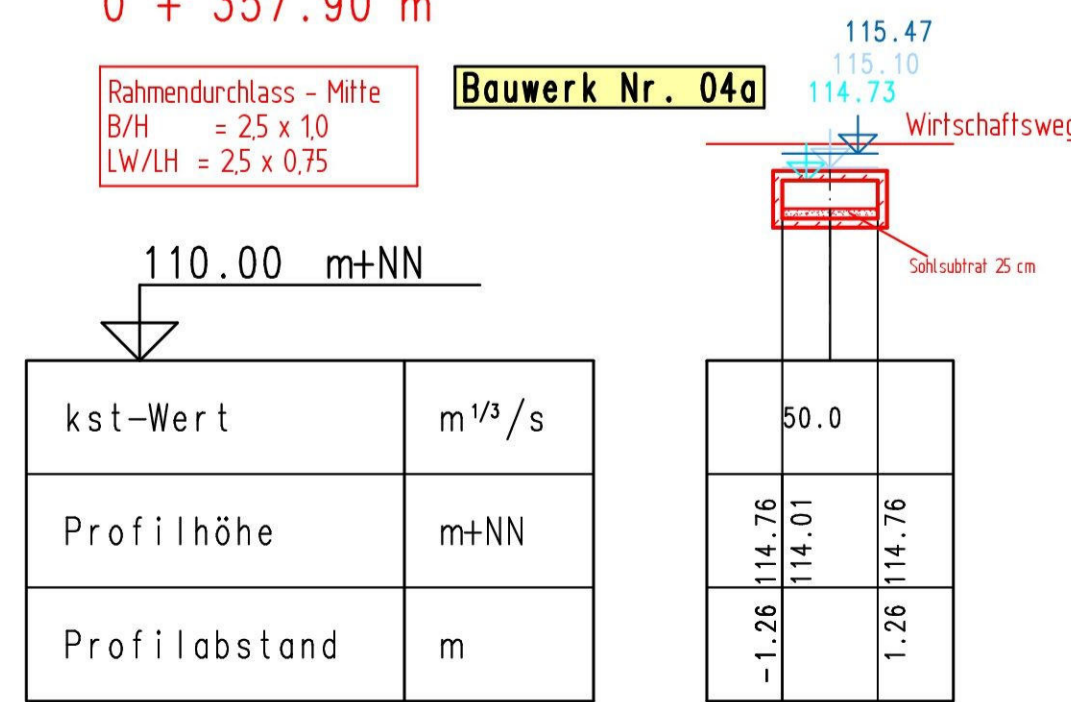 0 + 357.90 m
115.47
115.10
114.73
Rahmendurchlass - Mitte
B/H = 2,5 x 1,0
LW/LH = 2,5 x 0,75
Bauwerk Nr. 04a
Wirtschaftsweg
Sohlsubtrat 25 cm
110.00 m+NN
kst-Wert m¹/³/s 50.0
Profilhöhe m+NN 114.76 114.01 114.76
Profilabstand m -1.26 1.26